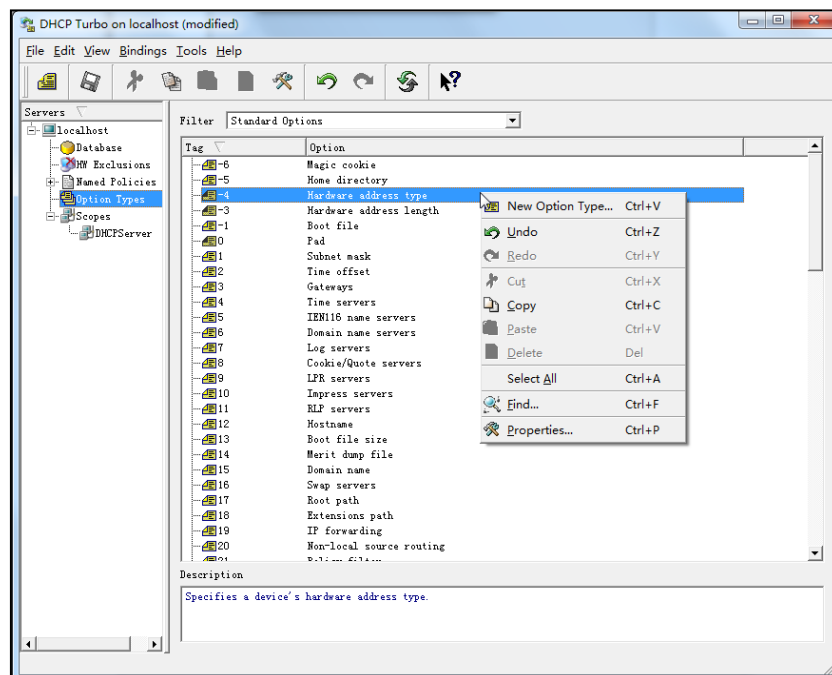 DHCP Turbo on localhost (modified)
File Edit View Bindings Tools Help
Servers
localhost
Database
HW Exclusions
Named Policies
Option Types
Scopes
DHCPServer
Filter Standard Options
Tag Option
-6 Magic cookie
-5 Home directory
-4 Hardware address type
-3 Hardware address length
-1 Boot file
0 Pad
1 Subnet mask
2 Time offset
3 Gateways
4 Time servers
5 IEN116 name servers
6 Domain name servers
7 Log servers
8 Cookie/Quote servers
9 LPR servers
10 Impress servers
11 RLP servers
12 Hostname
13 Boot file size
14 Merit dump file
15 Domain name
16 Swap servers
17 Root path
18 Extensions path
19 IP forwarding
20 Non-local source routing
21 Policy filter
New Option Type... Ctrl+V
Undo Ctrl+Z
Redo Ctrl+Y
Cut Ctrl+X
Copy Ctrl+C
Paste Ctrl+V
Delete Del
Select All Ctrl+A
Find... Ctrl+F
Properties... Ctrl+P
Description
Specifies a device's hardware address type.